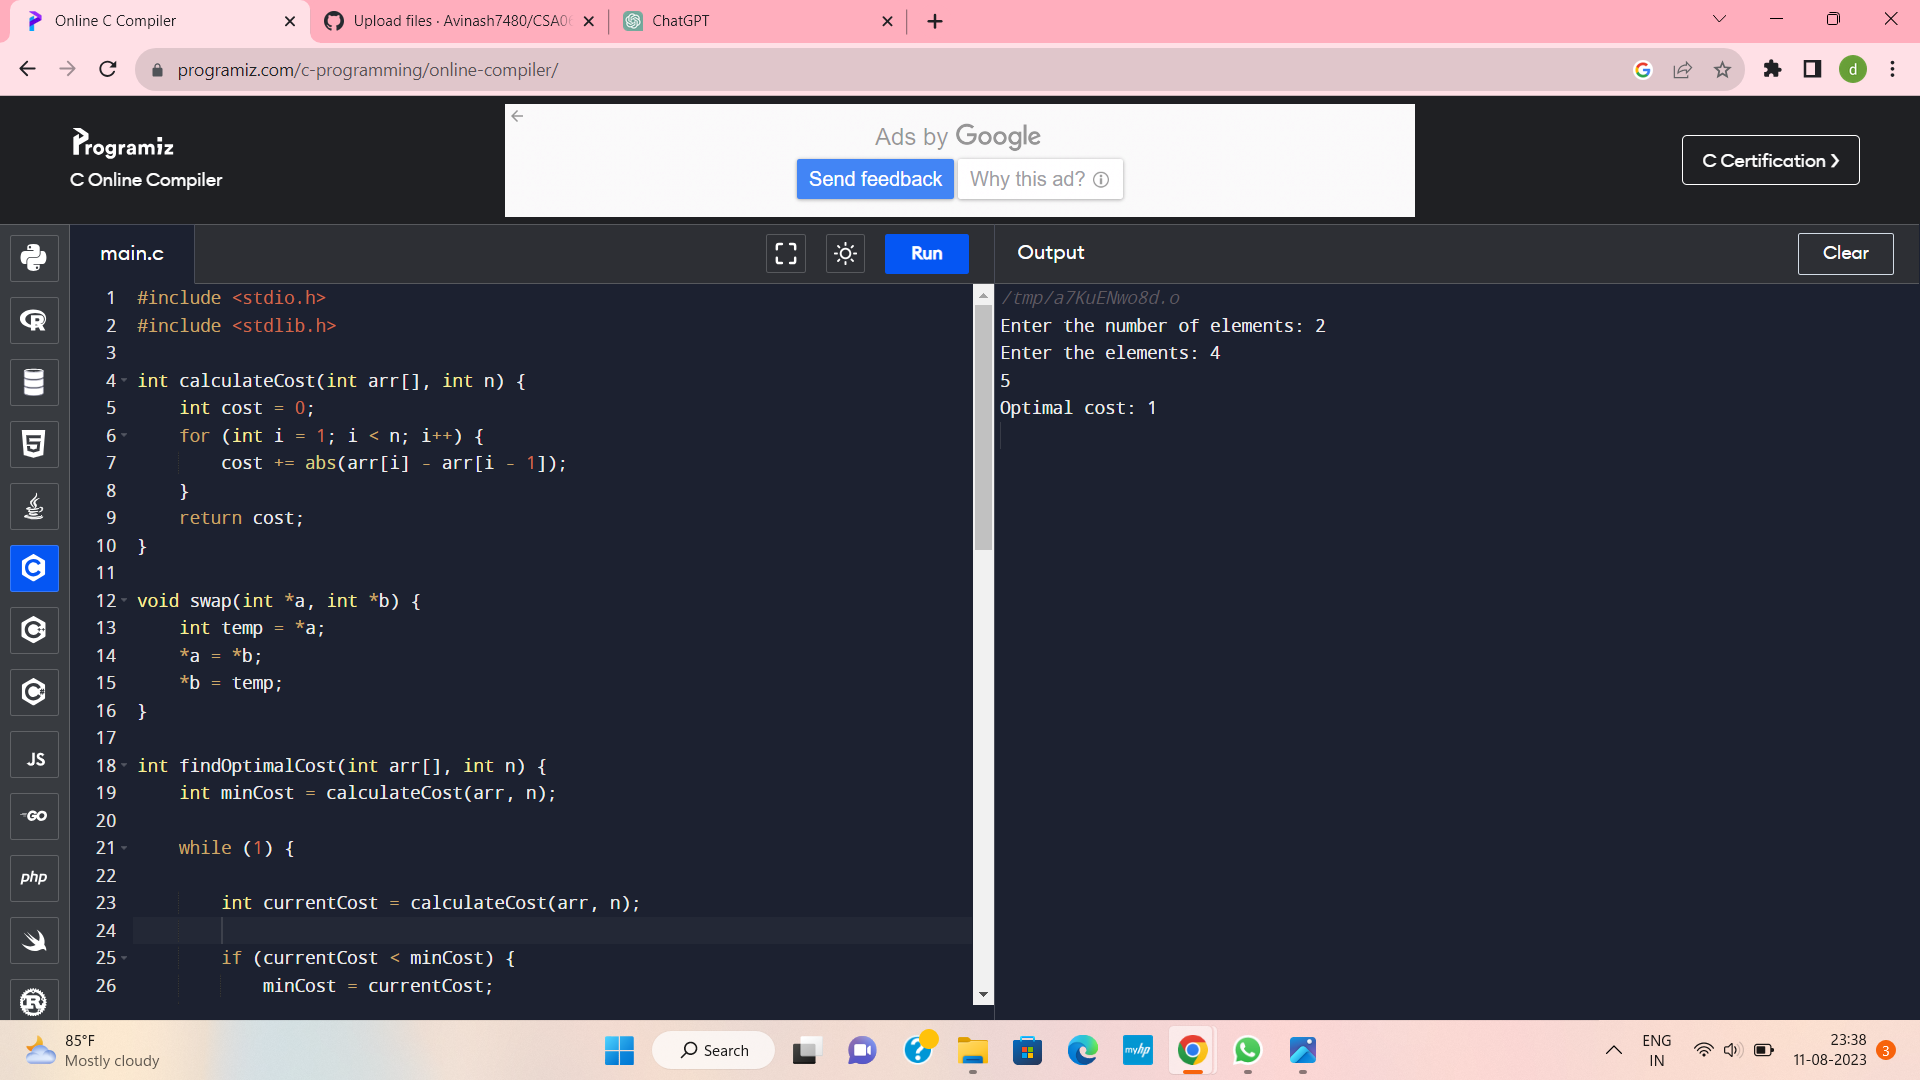 Online C Compiler
Upload files · Avinash7480/CSA06
ChatGPT
programiz.com/c-programming/online-compiler/
d
Programiz
C Online Compiler
Ads by Google
Send feedback
Why this ad?
C Certification ❯
main.c
Run
Output
Clear
1 #include <stdio.h>
2 #include <stdlib.h>
3
4 int calculateCost(int arr[], int n) {
5     int cost = 0;
6     for (int i = 1; i < n; i++) {
7         cost += abs(arr[i] - arr[i - 1]);
8     }
9     return cost;
10 }
11
12 void swap(int *a, int *b) {
13     int temp = *a;
14     *a = *b;
15     *b = temp;
16 }
17
18 int findOptimalCost(int arr[], int n) {
19     int minCost = calculateCost(arr, n);
20
21     while (1) {
22
23         int currentCost = calculateCost(arr, n);
24
25         if (currentCost < minCost) {
26             minCost = currentCost;
/tmp/a7KuENwo8d.o
Enter the number of elements: 2
Enter the elements: 4
5
Optimal cost: 1
R
5
C
C
C
JS
GO
php
R
85°F
Mostly cloudy
Search
myhp
ENG
IN
23:38
11-08-2023
3